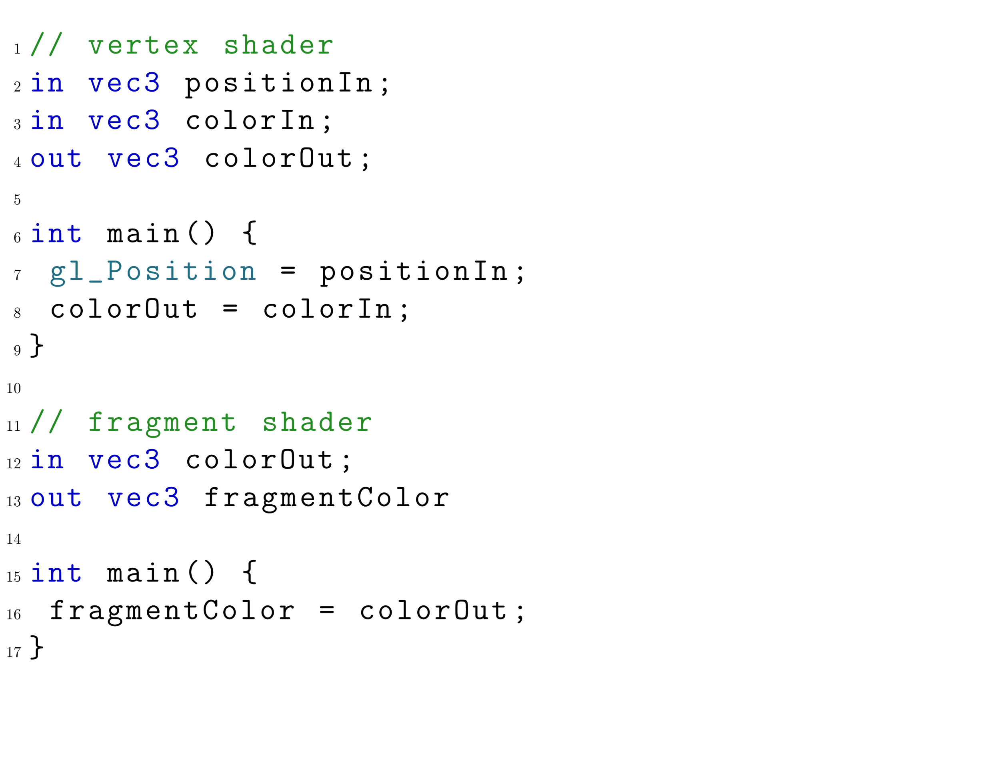 1 // vertex shader
2 in vec3 positionIn;
3 in vec3 colorIn;
4 out vec3 colorOut;
5
6 int main() {
7 gl_Position = positionIn;
8 colorOut = colorIn;
9 }
10
11 // fragment shader
12 in vec3 colorOut;
13 out vec3 fragmentColor
14
15 int main() {
16 fragmentColor = colorOut;
17 }